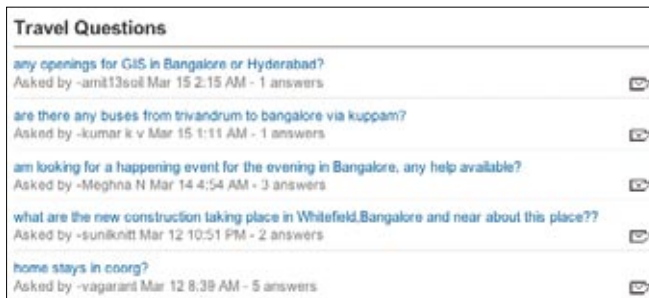 Travel Questions
any openings for GIS in Bangalore or Hyderabad?
Asked by -amit13soil Mar 15 2:15 AM - 1 answers
are there any buses from trivandrum to bangalore via kuppam?
Asked by -kumar k v Mar 15 1:11 AM - 1 answers
am looking for a happening event for the evening in Bangalore, any help available?
Asked by -Meghna N Mar 14 4:54 AM - 3 answers
what are the new construction taking place in Whitefield,Bangalore and near about this place??
Asked by -sunilknitt Mar 12 10:51 PM - 2 answers
home stays in coorg?
Asked by -vagarant Mar 12 8:39 AM - 5 answers